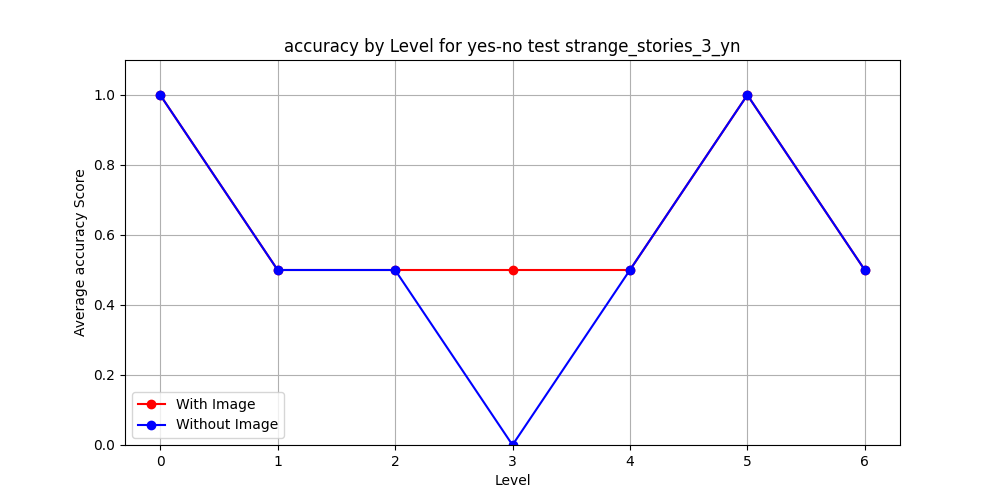 accuracy by Level for yes-no test strange_stories_3_yn
Average accuracy Score
1.0
0.8
0.6
0.4
0.2
0.0
With Image
Without Image
0 1 2 3 4 5 6
Level